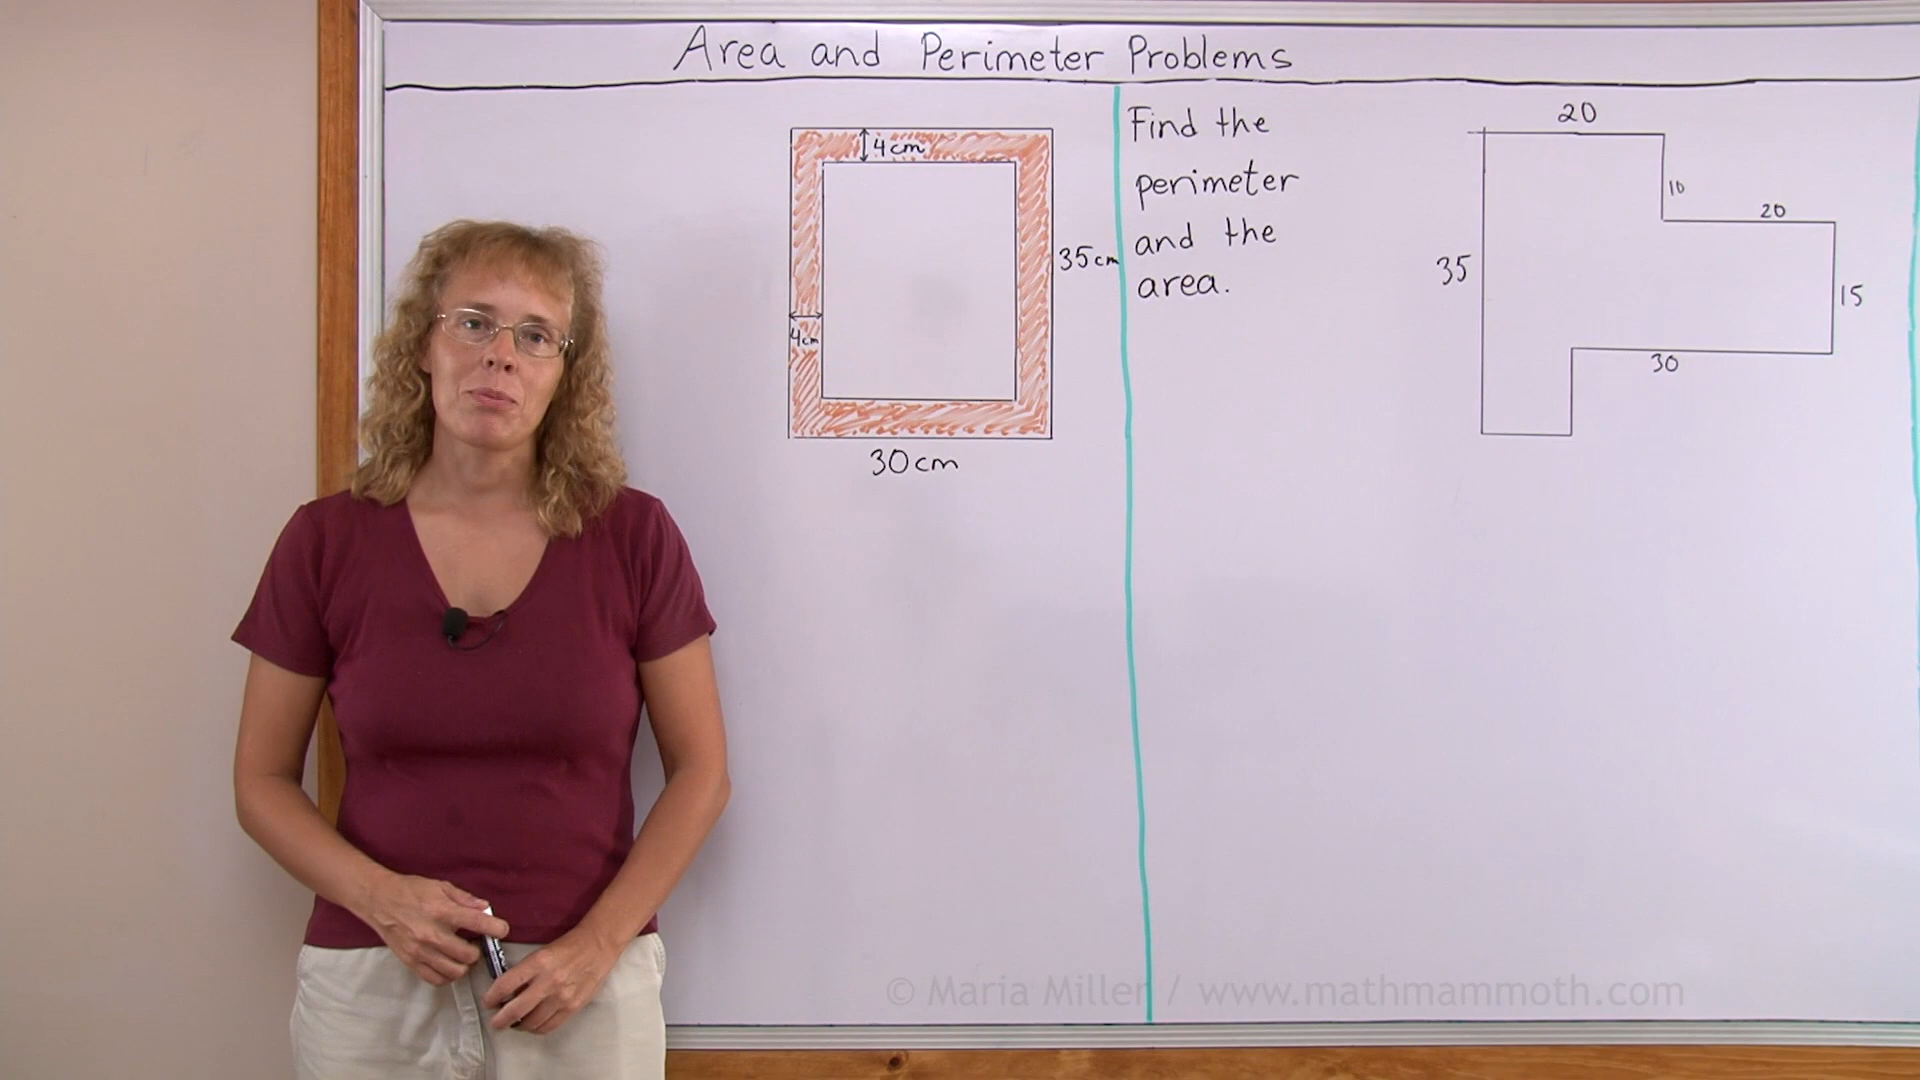 Area and Perimeter Problems
4cm
35cm
4cm
30cm
Find the
perimeter
and the
area.
20
10
20
35
15
30
© Maria Miller / www.mathmammoth.com